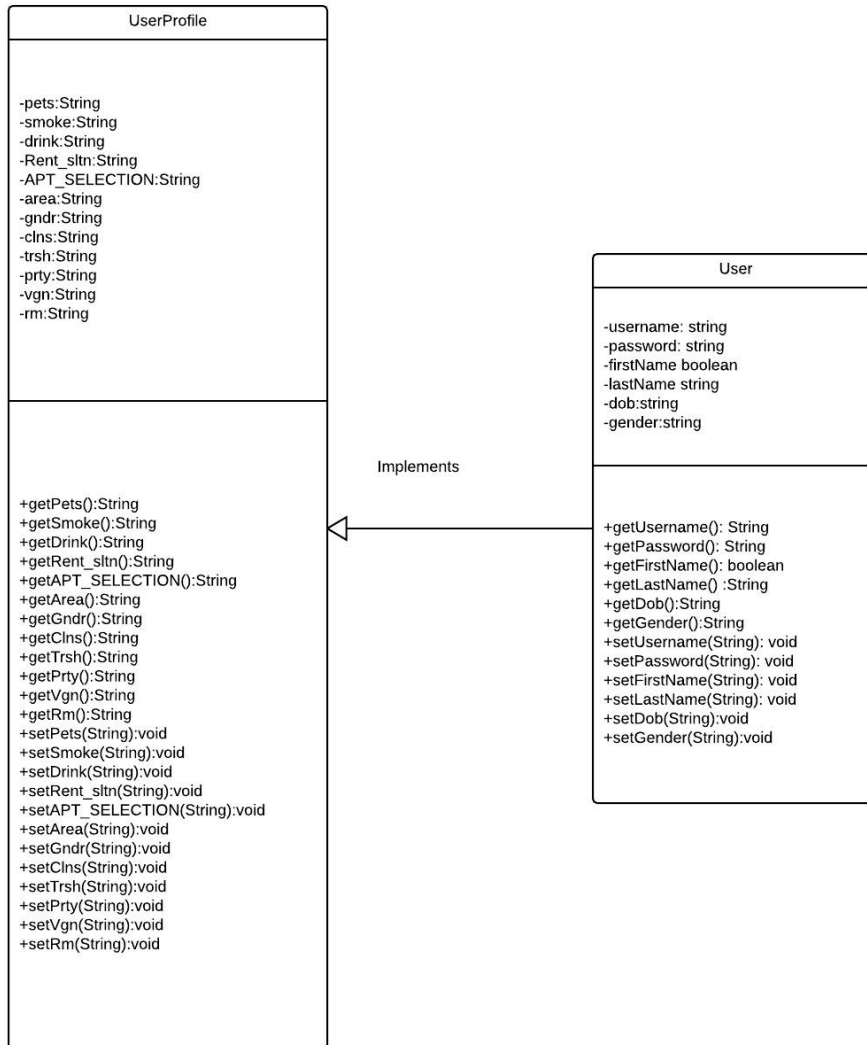 UserProfile
-pets:String
-smoke:String
-drink:String
-Rent_sltn:String
-APT_SELECTION:String
-area:String
-gndr:String
-clns:String
-trsh:String
-prty:String
-vgn:String
-rm:String
+getPets():String
+getSmoke():String
+getDrink():String
+getRent_sltn():String
+getAPT_SELECTION():String
+getArea():String
+getGndr():String
+getClns():String
+getTrsh():String
+getPrty():String
+getVgn():String
+getRm():String
+setPets(String):void
+setSmoke(String):void
+setDrink(String):void
+setRent_sltn(String):void
+setAPT_SELECTION(String):void
+setArea(String):void
+setGndr(String):void
+setClns(String):void
+setTrsh(String):void
+setPrty(String):void
+setVgn(String):void
+setRm(String):void
Implements
User
-username: string
-password: string
-firstName boolean
-lastName string
-dob:string
-gender:string
+getUsername(): String
+getPassword(): String
+getFirstName(): boolean
+getLastName() :String
+getDob():String
+getGender():String
+setUsername(String): void
+setPassword(String): void
+setFirstName(String): void
+setLastName(String): void
+setDob(String):void
+setGender(String):void